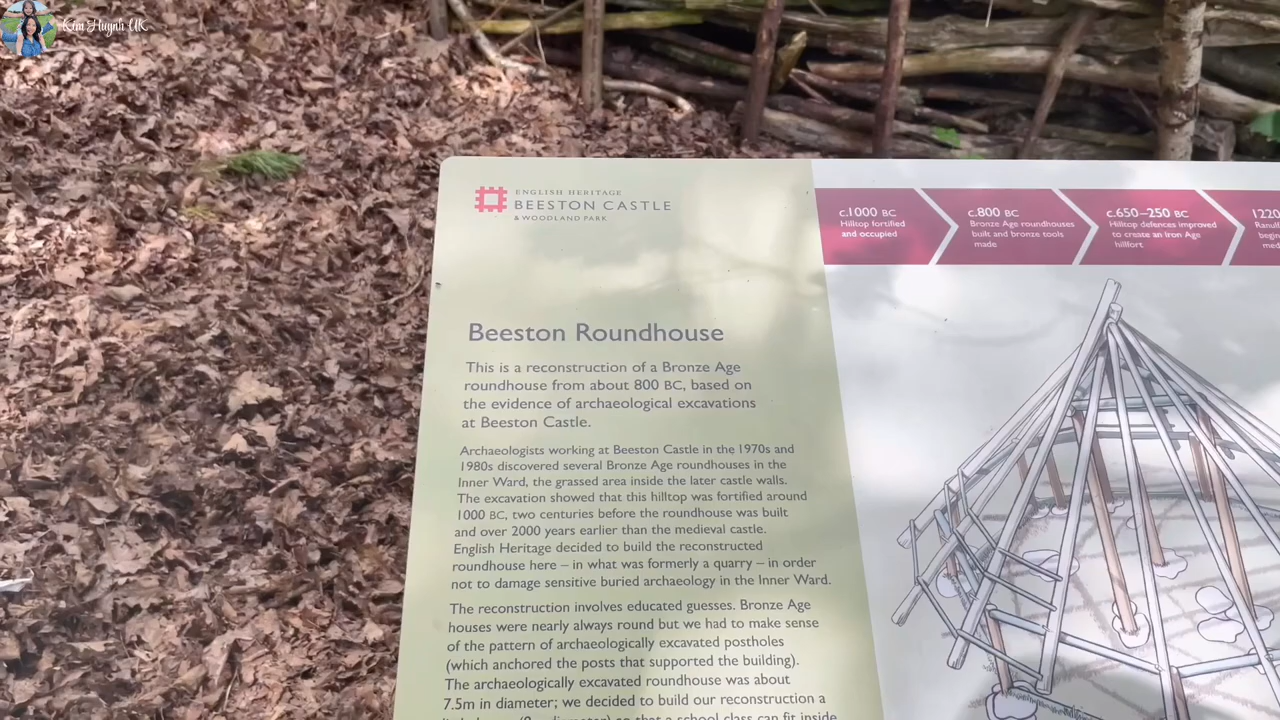 Kim Huynh UK
ENGLISH HERITAGE
BEESTON CASTLE
& WOODLAND PARK
c.1000 BC
Hilltop fortified
and occupied
c.800 BC
Bronze Age roundhouses
built and bronze tools
made
c.650–250 BC
Hilltop defences improved
to create an Iron Age
hillfort
1220
Beeston Roundhouse
This is a reconstruction of a Bronze Age
roundhouse from about 800 BC, based on
the evidence of archaeological excavations
at Beeston Castle.
Archaeologists working at Beeston Castle in the 1970s and
1980s discovered several Bronze Age roundhouses in the
Inner Ward, the grassed area inside the later castle walls.
The excavation showed that this hilltop was fortified around
1000 BC, two centuries before the roundhouse was built
and over 2000 years earlier than the medieval castle.
English Heritage decided to build the reconstructed
roundhouse here – in what was formerly a quarry – in order
not to damage sensitive buried archaeology in the Inner Ward.
The reconstruction involves educated guesses. Bronze Age
houses were nearly always round but we had to make sense
of the pattern of archaeologically excavated postholes
(which anchored the posts that supported the building).
The archaeologically excavated roundhouse was about
7.5m in diameter; we decided to build our reconstruction a
so that a school class can fit inside